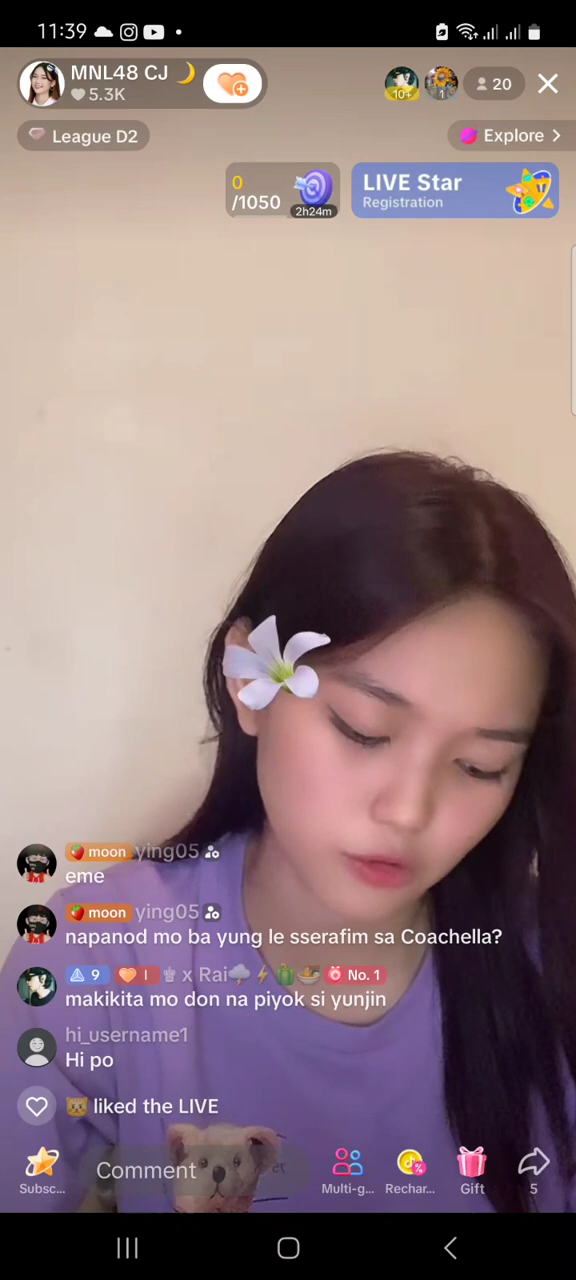 11:39
MNL48 CJ 🌙
5.3K
10+
1
20
League D2
Explore >
0
/1050
2h24m
LIVE Star
Registration
moon ying05
eme
moon ying05
napanod mo ba yung le sserafim sa Coachella?
9 I x Rai🌩️⚡ No. 1
makikita mo don na piyok si yunjin
hi_username1
Hi po
liked the LIVE
Subsc...
Comment
Multi-g...
Rechar...
Gift
5